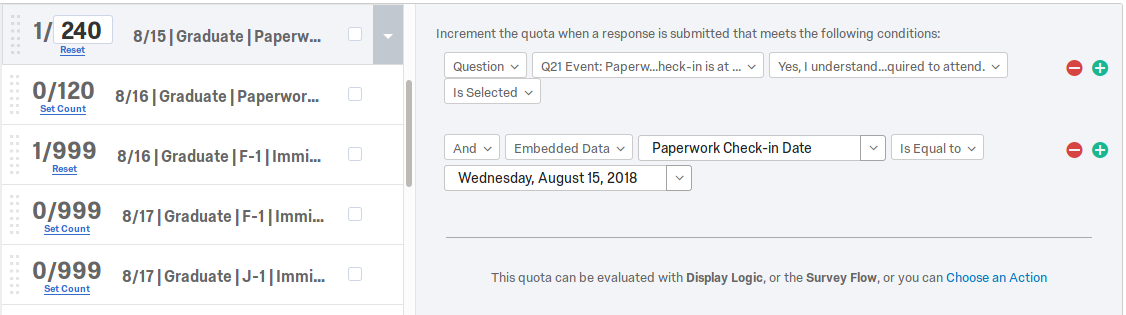 1/ 240
Reset
8/15 | Graduate | Paperw...
0/120
Set Count
8/16 | Graduate | Paperwor...
1/999
Reset
8/16 | Graduate | F-1 | Immi...
0/999
Set Count
8/17 | Graduate | F-1 | Immi...
0/999
Set Count
8/17 | Graduate | J-1 | Immi...
Increment the quota when a response is submitted that meets the following conditions:
Question Q21 Event: Paperw...heck-in is at ... Yes, I understand...quired to attend.
Is Selected
And Embedded Data Paperwork Check-in Date Is Equal to
Wednesday, August 15, 2018
This quota can be evaluated with Display Logic, or the Survey Flow, or you can Choose an Action